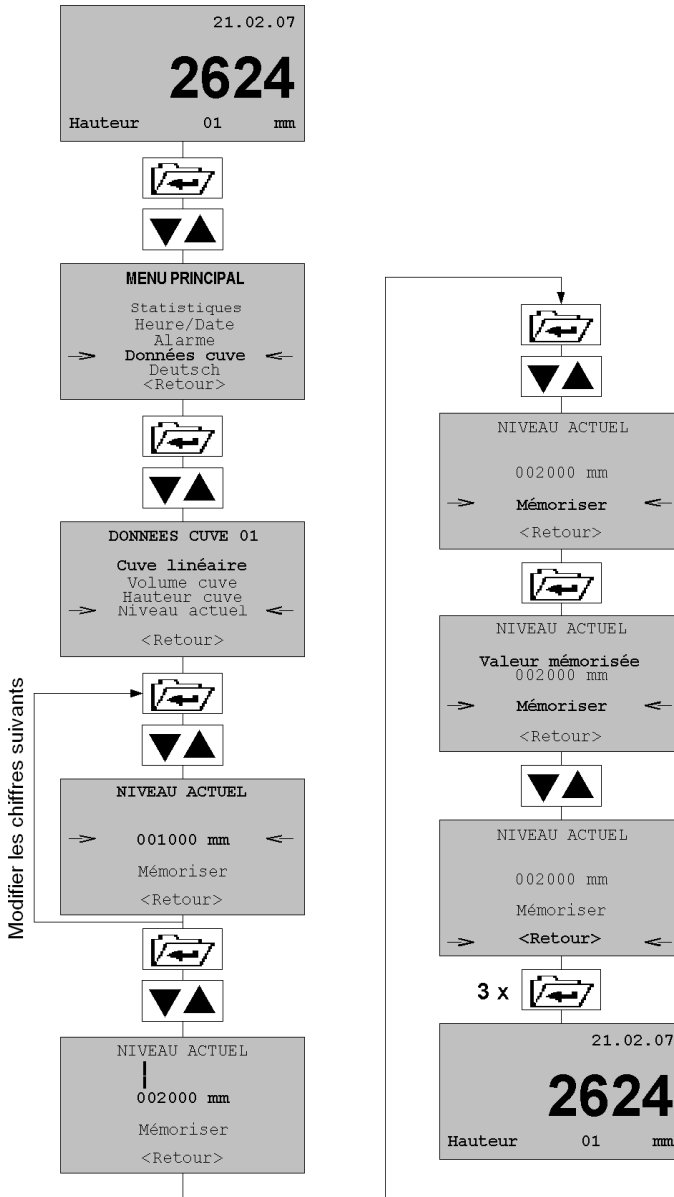 21.02.07
2624
Hauteur 01 mm
MENU PRINCIPAL
Statistiques
Heure/Date
Alarme
Données cuve
Deutsch
<Retour>
DONNEES CUVE 01
Cuve linéaire
Volume cuve
Hauteur cuve
Niveau actuel
<Retour>
Modifier les chiffres suivants
NIVEAU ACTUEL
001000 mm
Mémoriser
<Retour>
NIVEAU ACTUEL
002000 mm
Mémoriser
<Retour>
NIVEAU ACTUEL
002000 mm
Mémoriser
<Retour>
NIVEAU ACTUEL
Valeur mémorisée
002000 mm
Mémoriser
<Retour>
NIVEAU ACTUEL
002000 mm
Mémoriser
<Retour>
3 x
21.02.07
2624
Hauteur 01 mm